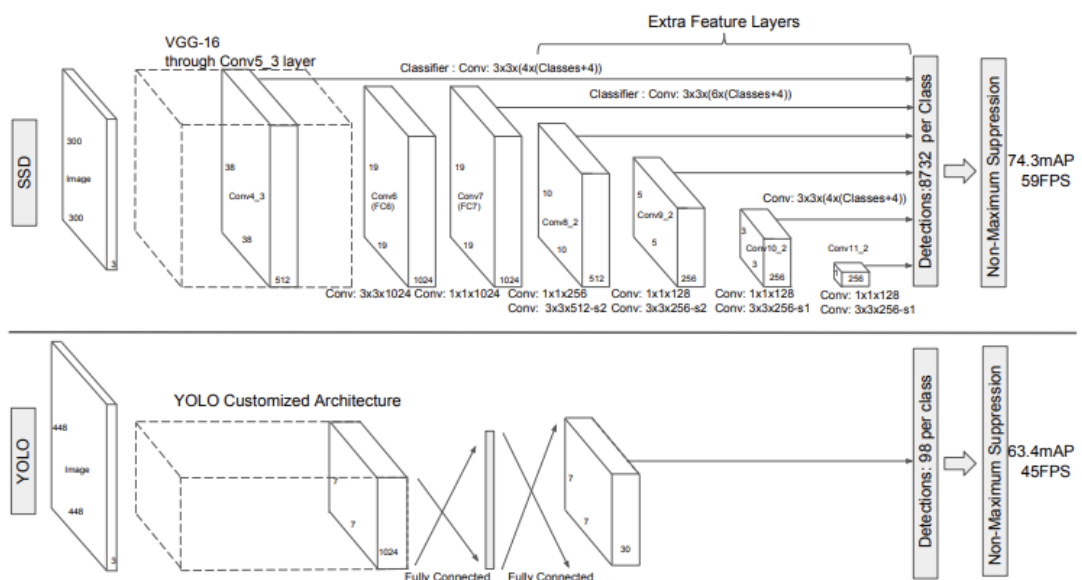 Extra Feature Layers
VGG-16
through Conv5_3 layer
Classifier : Conv: 3x3x(4x(Classes+4))
Classifier : Conv: 3x3x(6x(Classes+4))
SSD
300
Image
300
3
38
Conv4_3
38
512
19
Conv6
(FC6)
19
1024
19
Conv7
(FC7)
19
1024
10
Conv8_2
10
512
5
Conv9_2
5
256
Conv: 3x3x(4x(Classes+4))
3
Conv10_2
3
256
Conv11_2
1
256
Conv: 3x3x1024
Conv: 1x1x1024
Conv: 1x1x256
Conv: 3x3x512-s2
Conv: 1x1x128
Conv: 3x3x256-s2
Conv: 1x1x128
Conv: 3x3x256-s1
Conv: 1x1x128
Conv: 3x3x256-s1
Detections:8732 per Class
Non-Maximum Suppression
74.3mAP
59FPS
YOLO
448
Image
448
3
YOLO Customized Architecture
7
7
1024
Fully Connected
Fully Connected
7
7
30
Detections: 98 per class
Non-Maximum Suppression
63.4mAP
45FPS